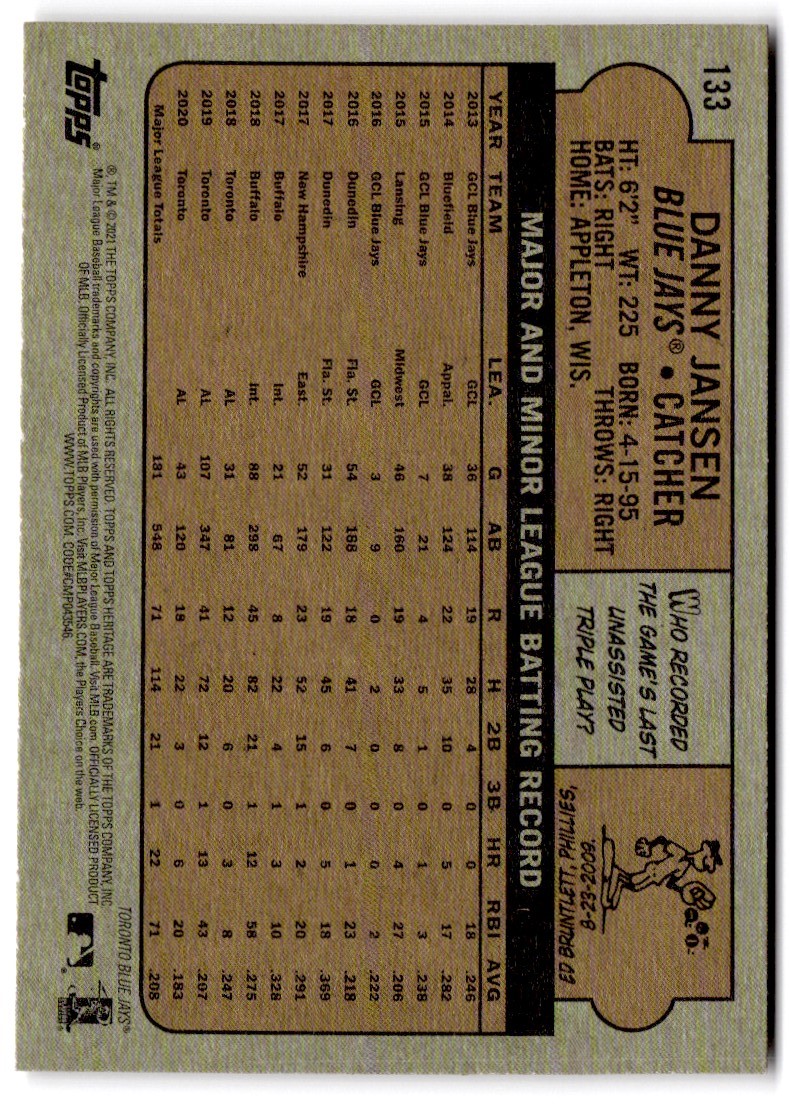 133
DANNY JANSEN
BLUE JAYS® • CATCHER
HT: 6'2" WT: 225 BORN: 4-15-95
BATS: RIGHT THROWS: RIGHT
HOME: APPLETON, WIS.
WHO RECORDED
THE GAME'S LAST
UNASSISTED
TRIPLE PLAY?
ED BRUNTLETT, PHILLIES,
8-23-2009.
MAJOR AND MINOR LEAGUE BATTING RECORD
YEAR TEAM LEA. G AB R H 2B 3B HR RBI AVG
2013 GCL Blue Jays GCL 36 114 19 28 4 0 0 18 .246
2014 Bluefield Appal. 38 124 22 35 10 0 5 17 .282
2015 GCL Blue Jays GCL 7 21 4 5 1 0 1 3 .238
2015 Lansing Midwest 46 160 19 33 8 0 4 27 .206
2016 GCL Blue Jays GCL 3 9 0 2 0 0 0 2 .222
2016 Dunedin Fla. St. 54 188 18 41 7 0 1 23 .218
2017 Dunedin Fla. St. 31 122 19 45 6 0 5 18 .369
2017 New Hampshire East. 52 179 23 52 15 1 2 20 .291
2017 Buffalo Int. 21 67 8 22 4 1 3 10 .328
2018 Buffalo Int. 88 298 45 82 21 1 12 58 .275
2018 Toronto AL 31 81 12 20 6 0 3 8 .247
2019 Toronto AL 107 347 41 72 12 1 13 43 .207
2020 Toronto AL 43 120 18 22 3 0 6 20 .183
Major League Totals 181 548 71 114 21 1 22 71 .208
topps®
®, TM & © 2021 THE TOPPS COMPANY, INC. ALL RIGHTS RESERVED. TOPPS AND TOPPS HERITAGE ARE TRADEMARKS OF THE TOPPS COMPANY, INC.
Major League Baseball trademarks and copyrights are used with permission of Major League Baseball. Visit MLB.com. OFFICIALLY LICENSED PRODUCT
OF MLB. Officially Licensed Product of MLB Players, Inc. Visit MLBPLAYERS.COM, the Players Choice on the web.
WWW.TOPPS.COM. CODE#CMP043546
TORONTO BLUE JAYS®